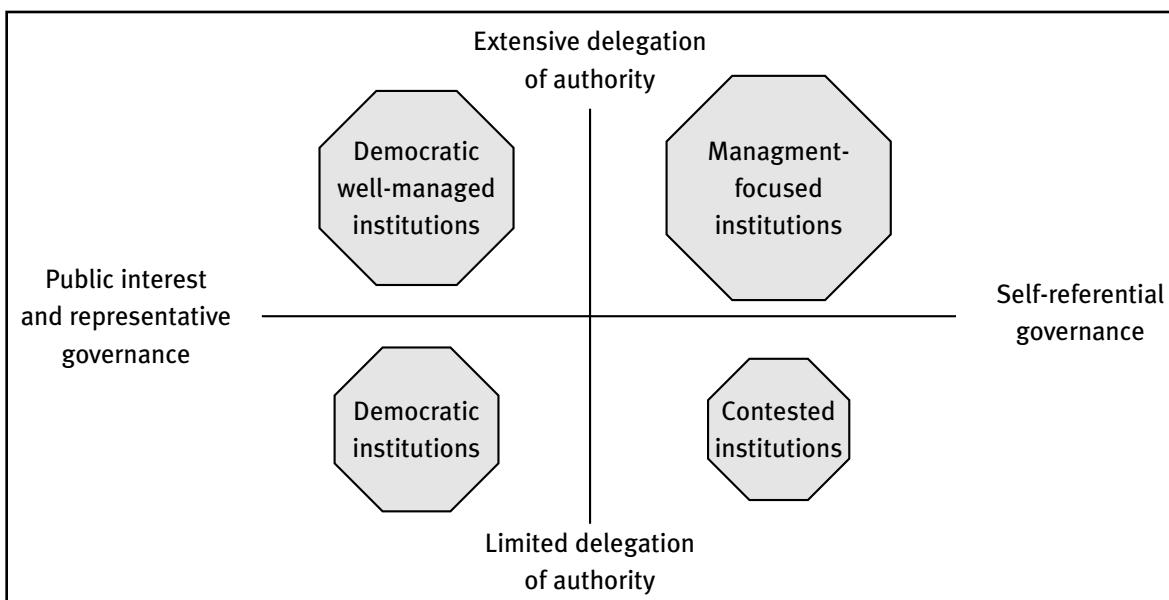 Extensive delegation
of authority
Democratic
well-managed
institutions
Managment-
focused
institutions
Public interest
and representative
governance
Self-referential
governance
Democratic
institutions
Contested
institutions
Limited delegation
of authority